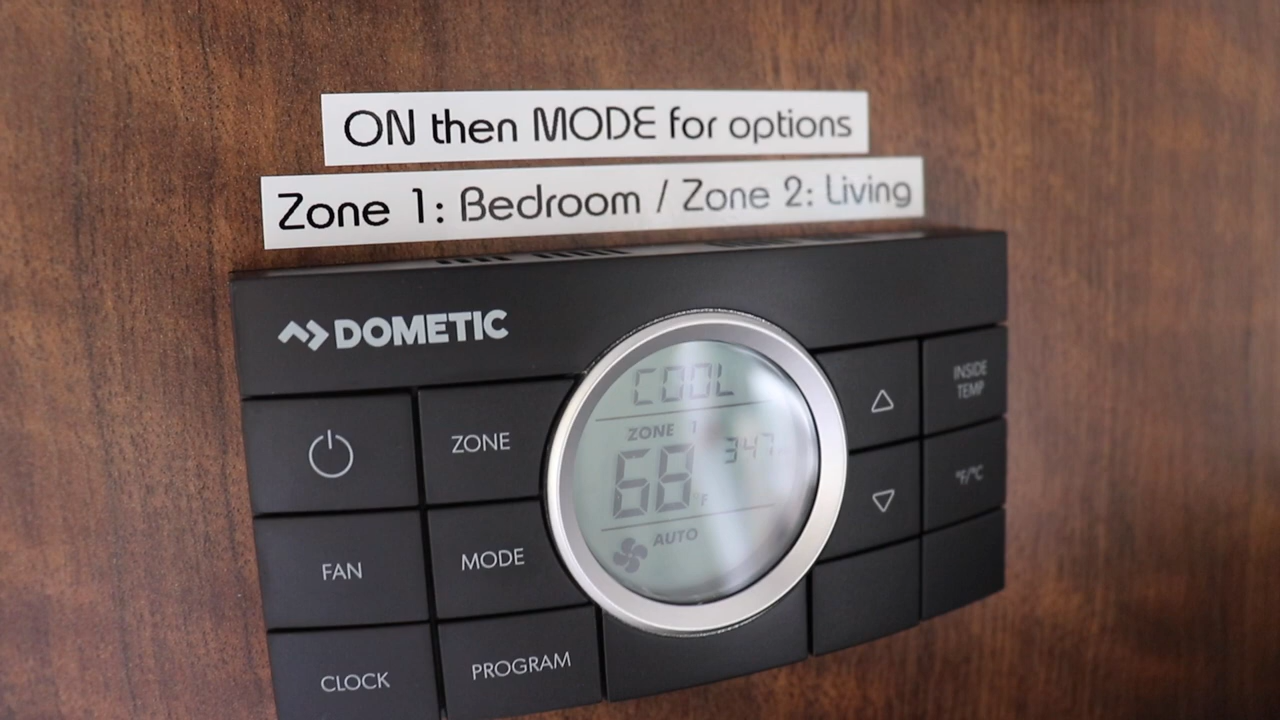 ON then MODE for options
Zone 1: Bedroom / Zone 2: Living
DOMETIC
COOL
ZONE 1
68 F
347
AUTO
ZONE
FAN
MODE
CLOCK
PROGRAM
INSIDE
TEMP
°F/°C